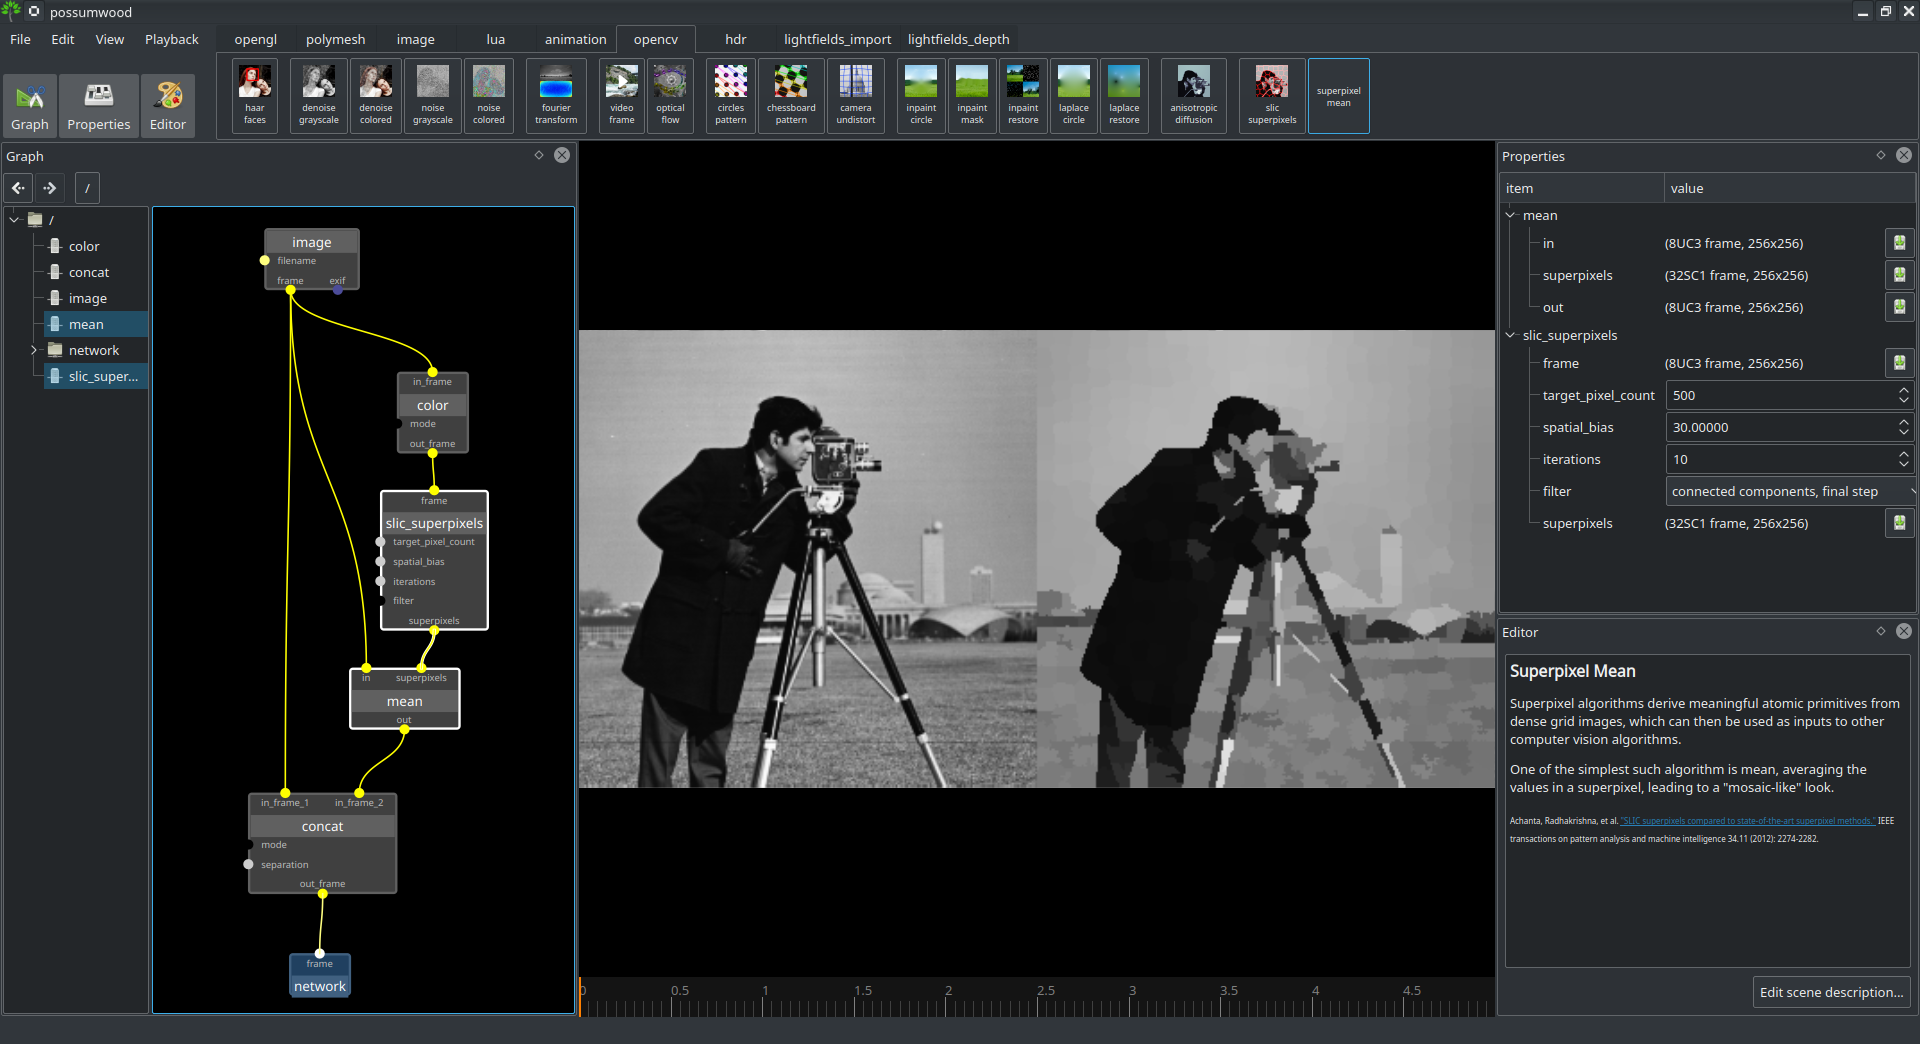 possumwood
File Edit View Playback
opengl polymesh image lua animation opencv hdr lightfields_import lightfields_depth
Graph Properties Editor
haar faces
denoise grayscale
denoise colored
noise grayscale
noise colored
fourier transform
video frame
optical flow
circles pattern
chessboard pattern
camera undistort
inpaint circle
inpaint mask
inpaint restore
laplace circle
laplace restore
anisotropic diffusion
slic superpixels
superpixel mean
Graph
/
/
color
concat
image
mean
network
slic_super...
image
filename
frame exif
in_frame
color
mode
out_frame
frame
slic_superpixels
target_pixel_count
spatial_bias
iterations
filter
superpixels
in superpixels
mean
out
in_frame_1 in_frame_2
concat
mode
separation
out_frame
frame
network
0 0.5 1 1.5 2 2.5 3 3.5 4 4.5
Properties
item value
mean
in (8UC3 frame, 256x256)
superpixels (32SC1 frame, 256x256)
out (8UC3 frame, 256x256)
slic_superpixels
frame (8UC3 frame, 256x256)
target_pixel_count 500
spatial_bias 30.00000
iterations 10
filter connected components, final step
superpixels (32SC1 frame, 256x256)
Editor
Superpixel Mean
Superpixel algorithms derive meaningful atomic primitives from
dense grid images, which can then be used as inputs to other
computer vision algorithms.
One of the simplest such algorithm is mean, averaging the
values in a superpixel, leading to a "mosaic-like" look.
Achanta, Radhakrishna, et al. "SLIC superpixels compared to state-of-the-art superpixel methods." IEEE
transactions on pattern analysis and machine intelligence 34.11 (2012): 2274-2282.
Edit scene description...